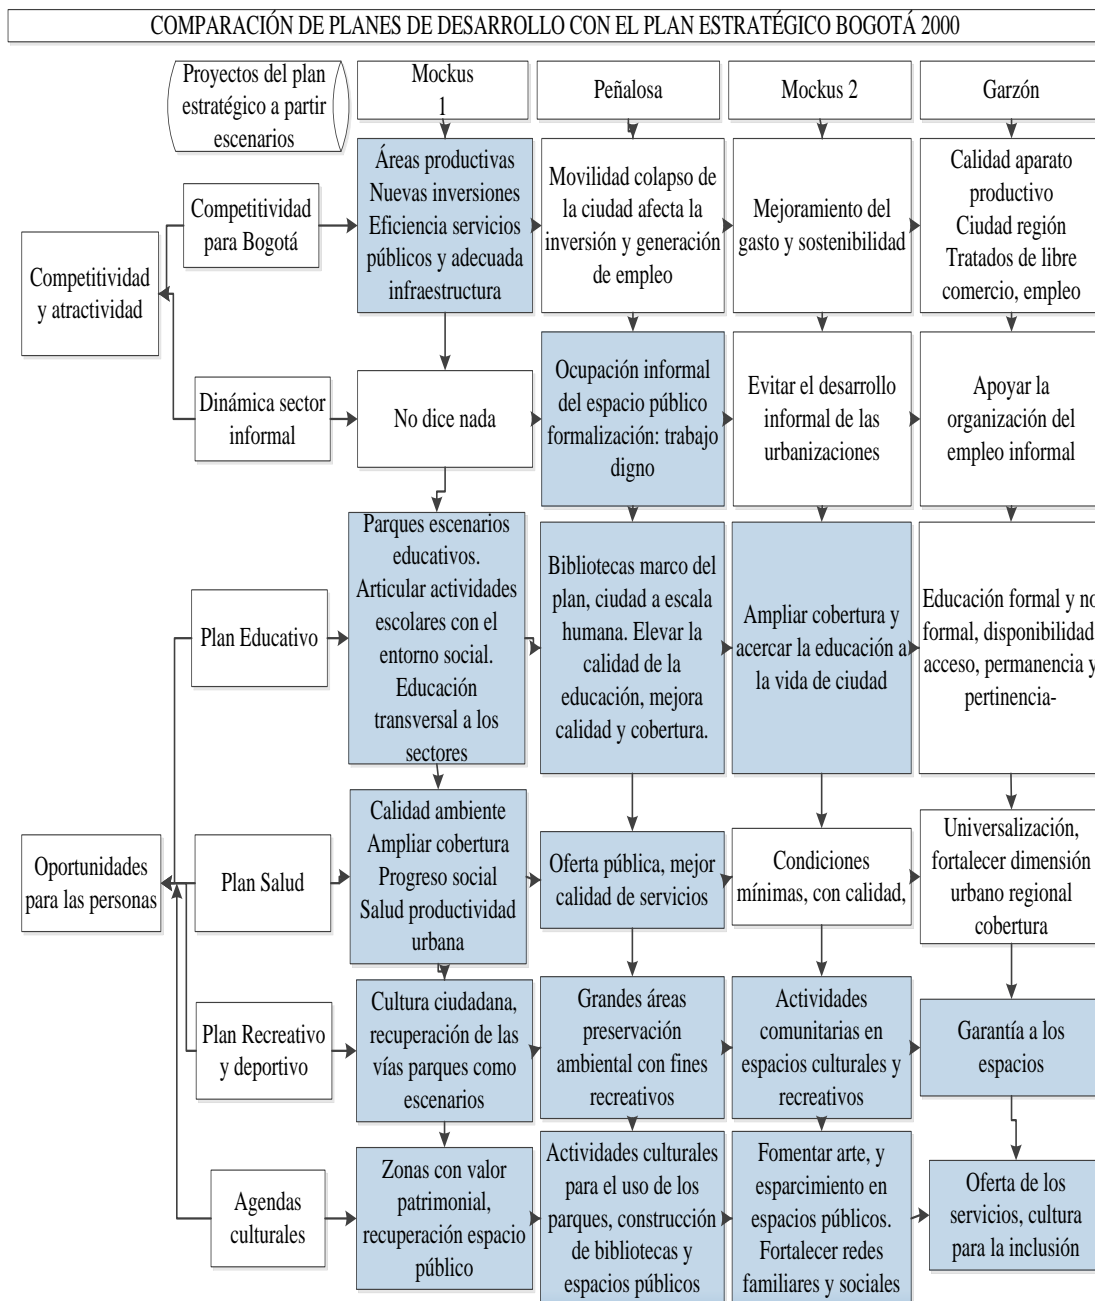 COMPARACIÓN DE PLANES DE DESARROLLO CON EL PLAN ESTRATÉGICO BOGOTÁ 2000
Proyectos del plan
estratégico a partir
escenarios
Mockus
1
Peñalosa
Mockus 2
Garzón
Competitividad
y atractividad
Competitividad
para Bogotá
Áreas productivas
Nuevas inversiones
Eficiencia servicios
públicos y adecuada
infraestructura
Movilidad colapso de
la ciudad afecta la
inversión y generación
de empleo
Mejoramiento del
gasto y sostenibilidad
Calidad aparato
productivo
Ciudad región
Tratados de libre
comercio, empleo
Dinámica sector
informal
No dice nada
Ocupación informal
del espacio público
formalización: trabajo
digno
Evitar el desarrollo
informal de las
urbanizaciones
Apoyar la
organización del
empleo informal
Oportunidades
para las personas
Plan Educativo
Parques escenarios
educativos.
Articular actividades
escolares con el
entorno social.
Educación
transversal a los
sectores
Bibliotecas marco del
plan, ciudad a escala
humana. Elevar la
calidad de la
educación, mejora
calidad y cobertura.
Ampliar cobertura y
acercar la educación a
la vida de ciudad
Educación formal y no
formal, disponibilidad,
acceso, permanencia y
pertinencia-
Plan Salud
Calidad ambiente
Ampliar cobertura
Progreso social
Salud productividad
urbana
Oferta pública, mejor
calidad de servicios
Condiciones
mínimas, con calidad,
Universalización,
fortalecer dimensión
urbano regional
cobertura
Plan Recreativo
y deportivo
Cultura ciudadana,
recuperación de las
vías parques como
escenarios
Grandes áreas
preservación
ambiental con fines
recreativos
Actividades
comunitarias en
espacios culturales y
recreativos
Garantía a los
espacios
Agendas
culturales
Zonas con valor
patrimonial,
recuperación espacio
público
Actividades culturales
para el uso de los
parques, construcción
de bibliotecas y
espacios públicos
Fomentar arte, y
esparcimiento en
espacios públicos.
Fortalecer redes
familiares y sociales
Oferta de los
servicios, cultura
para la inclusión